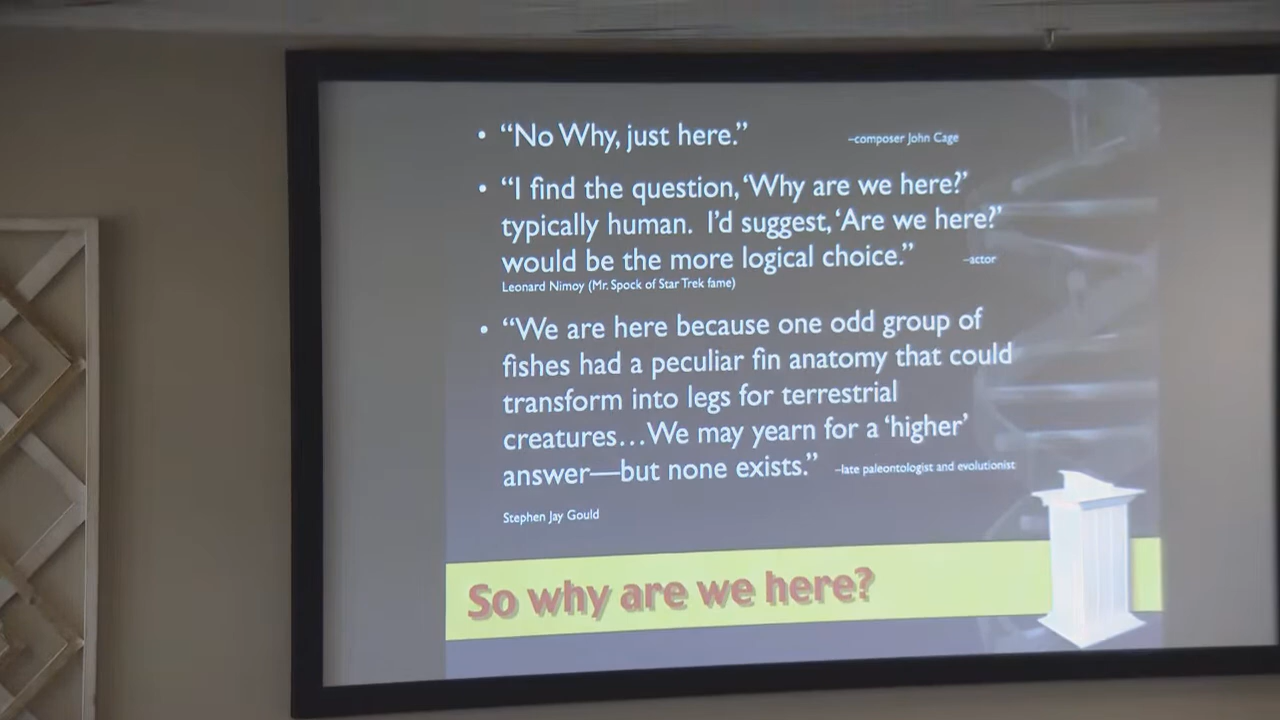 • “No Why, just here.” –composer John Cage
• “I find the question, ‘Why are we here?’
typically human. I’d suggest, ‘Are we here?’
would be the more logical choice.” –actor
Leonard Nimoy (Mr. Spock of Star Trek fame)
• “We are here because one odd group of
fishes had a peculiar fin anatomy that could
transform into legs for terrestrial
creatures…We may yearn for a ‘higher’
answer—but none exists.” –late paleontologist and evolutionist
Stephen Jay Gould
So why are we here?